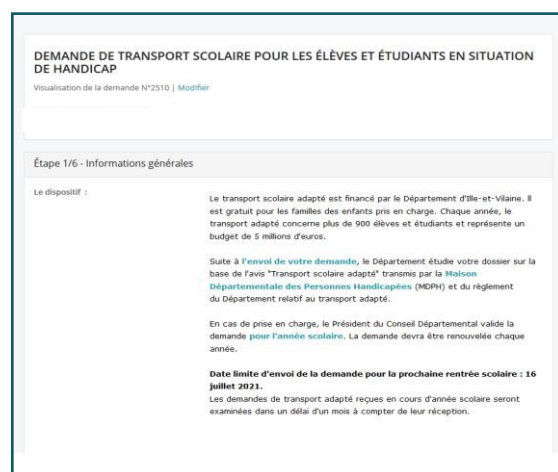 DEMANDE DE TRANSPORT SCOLAIRE POUR LES ÉLÈVES ET ÉTUDIANTS EN SITUATION
DE HANDICAP
Visualisation de la demande N°2510 | Modifier
Étape 1/6 - Informations générales
Le dispositif :
Le transport scolaire adapté est financé par le Département d'Ille-et-Vilaine. Il
est gratuit pour les familles des enfants pris en charge. Chaque année, le
transport adapté concerne plus de 900 élèves et étudiants et représente un
budget de 5 millions d'euros.
Suite à l'envoi de votre demande, le Département étudie votre dossier sur la
base de l'avis "Transport scolaire adapté" transmis par la Maison
Départementale des Personnes Handicapées (MDPH) et du règlement
du Département relatif au transport adapté.
En cas de prise en charge, le Président du Conseil Départemental valide la
demande pour l'année scolaire. La demande devra être renouvelée chaque
année.
Date limite d'envoi de la demande pour la prochaine rentrée scolaire : 16
juillet 2021.
Les demandes de transport adapté reçues en cours d'année scolaire seront
examinées dans un délai d'un mois à compter de leur réception.